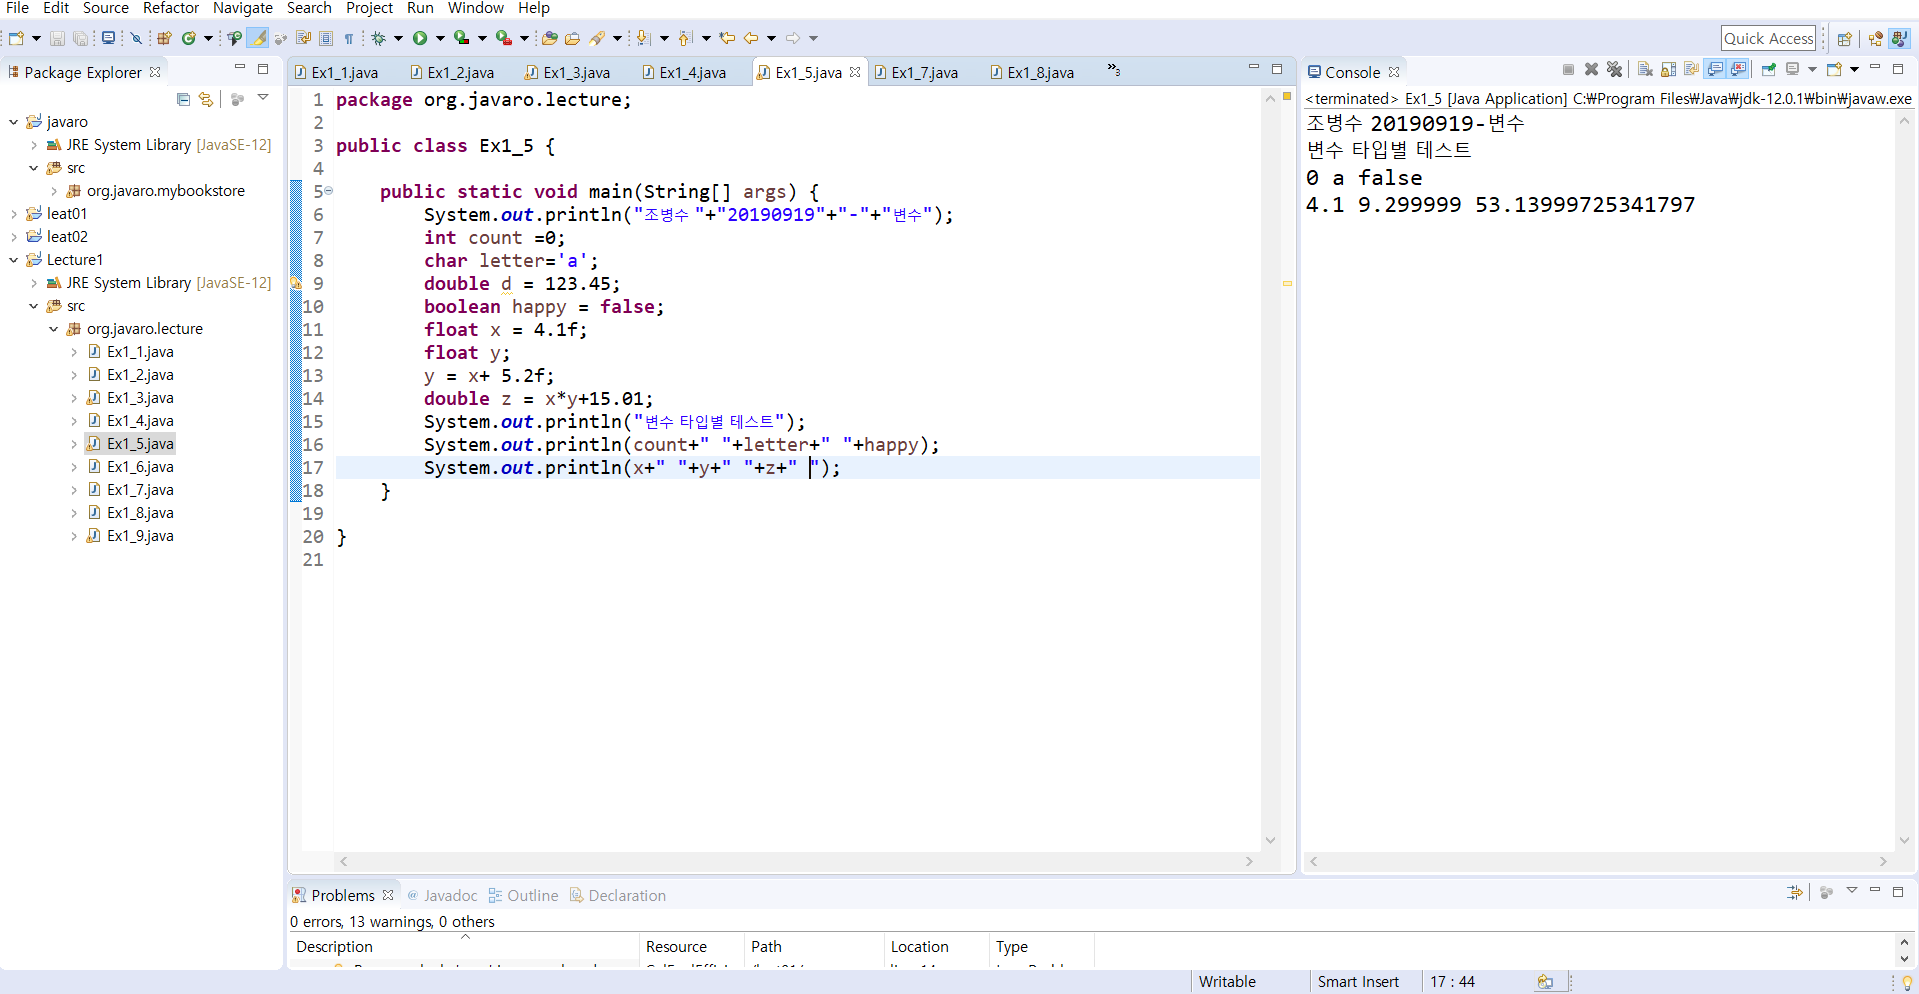 File Edit Source Refactor Navigate Search Project Run Window Help
Quick Access
Package Explorer
javaro
JRE System Library [JavaSE-12]
src
org.javaro.mybookstore
leat01
leat02
Lecture1
JRE System Library [JavaSE-12]
src
org.javaro.lecture
Ex1_1.java
Ex1_2.java
Ex1_3.java
Ex1_4.java
Ex1_5.java
Ex1_6.java
Ex1_7.java
Ex1_8.java
Ex1_9.java
Ex1_1.java Ex1_2.java Ex1_3.java Ex1_4.java Ex1_5.java Ex1_7.java Ex1_8.java »3
1 package org.javaro.lecture;
2
3 public class Ex1_5 {
4
5 public static void main(String[] args) {
6 System.out.println("조병수 "+"20190919"+"-"+"변수");
7 int count =0;
8 char letter='a';
9 double d = 123.45;
10 boolean happy = false;
11 float x = 4.1f;
12 float y;
13 y = x+ 5.2f;
14 double z = x*y+15.01;
15 System.out.println("변수 타입별 테스트");
16 System.out.println(count+" "+letter+" "+happy);
17 System.out.println(x+" "+y+" "+z+" ");
18 }
19
20 }
21
Console
<terminated> Ex1_5 [Java Application] C:₩Program Files₩Java₩jdk-12.0.1₩bin₩javaw.exe
조병수 20190919-변수
변수 타입별 테스트
0 a false
4.1 9.299999 53.13999725341797
Problems @ Javadoc Outline Declaration
0 errors, 13 warnings, 0 others
Description Resource Path Location Type
Writable Smart Insert 17 : 44